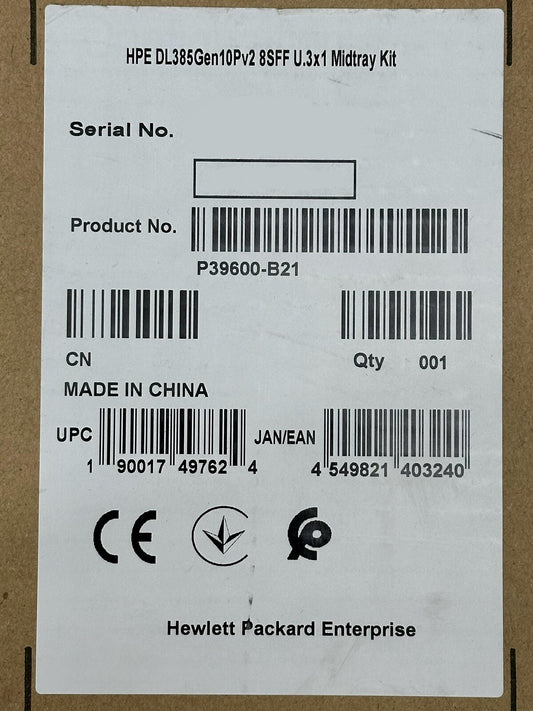 HPE DL385Gen10Pv2 8SFF U.3x1 Midtray Kit
Serial No.
Product No.
P39600-B21
CN
Qty 001
MADE IN CHINA
UPC 1 90017 49762 4 JAN/EAN 4 549821 403240
CE
Hewlett Packard Enterprise